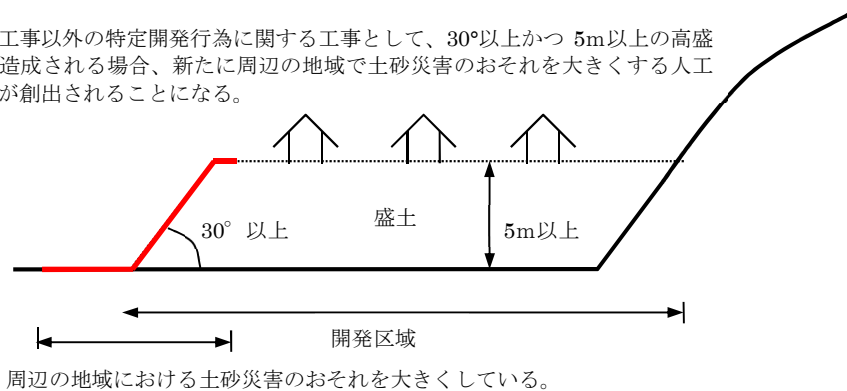 工事以外の特定開発行為に関する工事として、30°以上かつ 5m以上の高盛
造成される場合、新たに周辺の地域で土砂災害のおそれを大きくする人工
が創出されることになる。
盛土
30° 以上
5m以上
開発区域
周辺の地域における土砂災害のおそれを大きくしている。